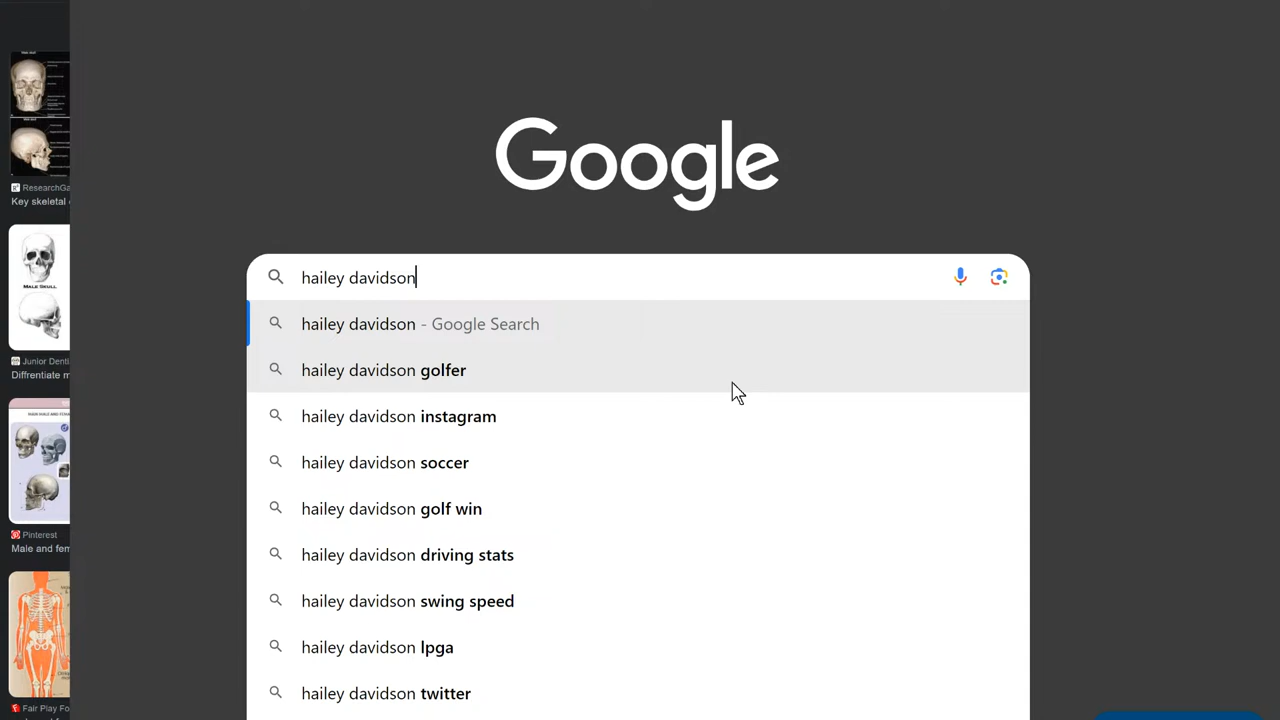 ResearchGa
Key skeletal
MALE SKULL
Junior Denti
Diffrentiate m
Pinterest
Male and fem
Fair Play Fo
Google
hailey davidson
hailey davidson - Google Search
hailey davidson golfer
hailey davidson instagram
hailey davidson soccer
hailey davidson golf win
hailey davidson driving stats
hailey davidson swing speed
hailey davidson lpga
hailey davidson twitter